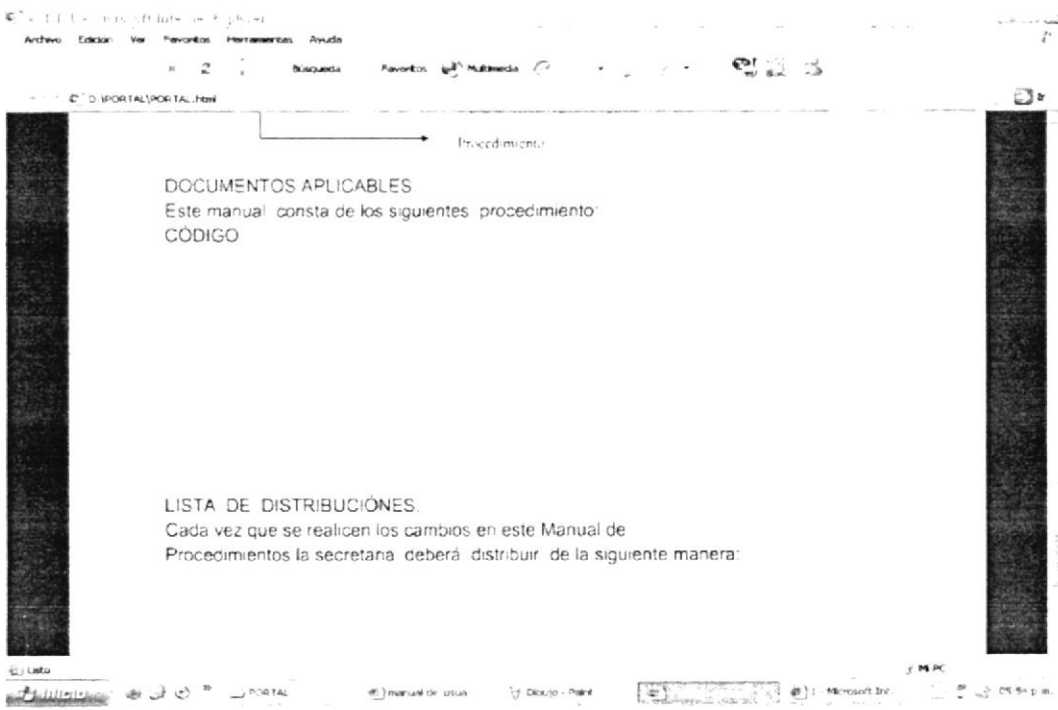 Archivo Edición Ver Favoritos Herramientas Ayuda
Búsqueda Favoritos Multimedia
D:\PORTAL\PORTAL.html Ir
Procedimiento
DOCUMENTOS APLICABLES
Este manual consta de los siguientes procedimiento:
CÓDIGO
LISTA DE DISTRIBUCIÓNES.
Cada vez que se realicen los cambios en este Manual de
Procedimientos la secretaria deberá distribuir de la siguiente manera:
Listo Mi PC
Inicio PORTAL manual de usua Dibujo - Paint 1 - Microsoft Int